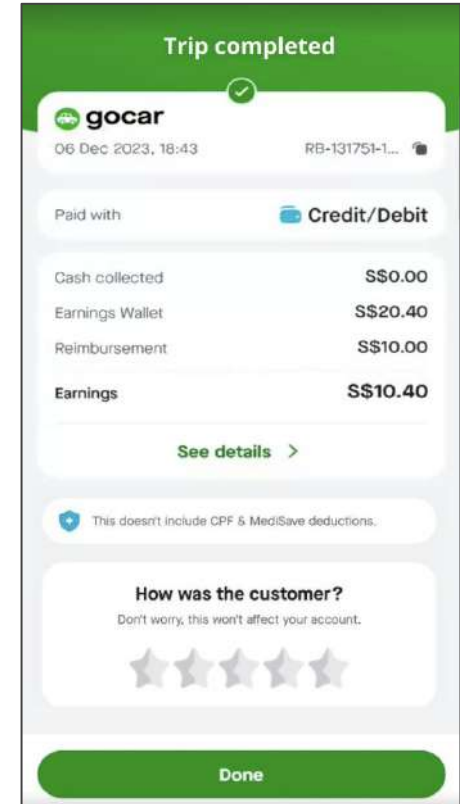 Trip completed
gocar
06 Dec 2023, 18:43 RB-131751-1...
Paid with Credit/Debit
Cash collected S$0.00
Earnings Wallet S$20.40
Reimbursement S$10.00
Earnings S$10.40
See details >
This doesn't include CPF & MediSave deductions.
How was the customer?
Don't worry, this won't affect your account.
Done